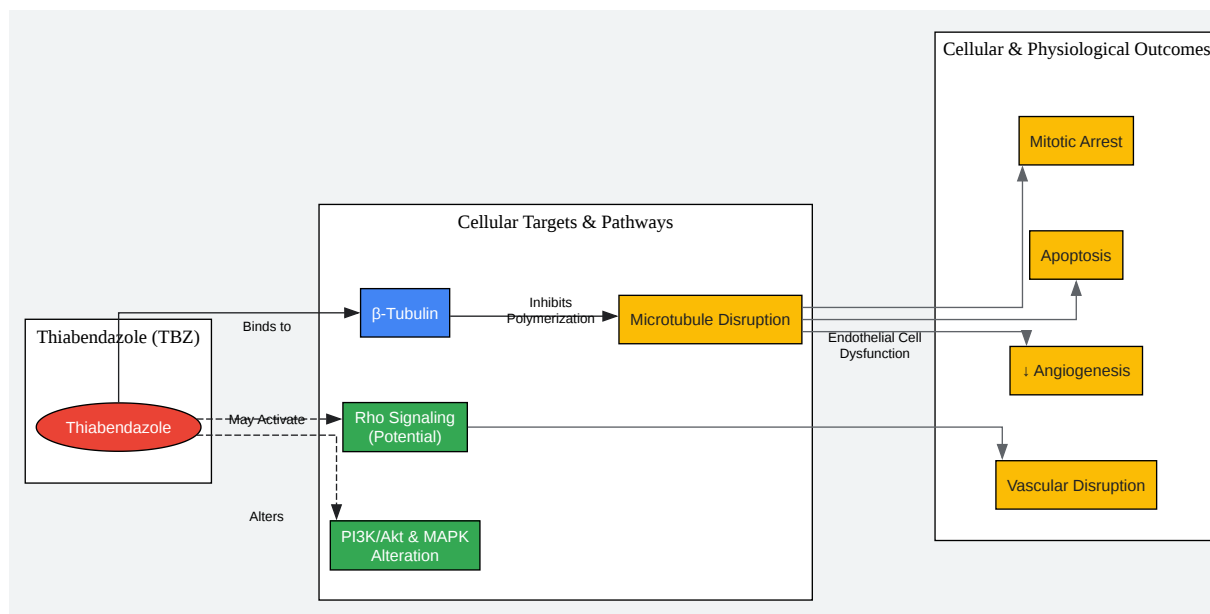 Cellular & Physiological Outcomes
Mitotic Arrest
Cellular Targets & Pathways
Apoptosis
Inhibits
Polymerization
β-Tubulin
Microtubule Disruption
Binds to
Thiabendazole (TBZ)
Endothelial Cell
Dysfunction
↓ Angiogenesis
Thiabendazole
May Activate
Rho Signaling
(Potential)
Vascular Disruption
Alters
PI3K/Akt & MAPK
Alteration